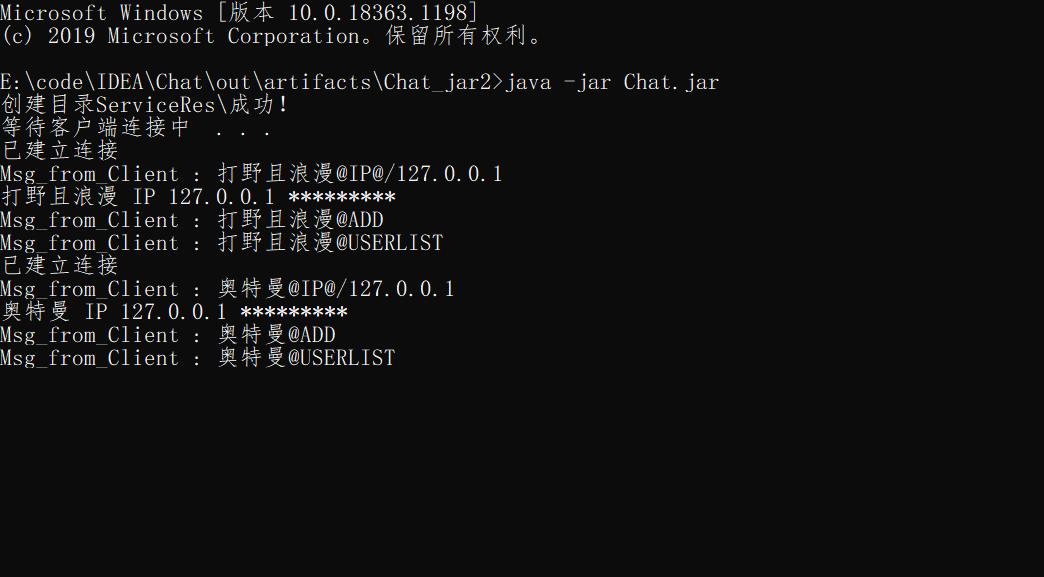 Microsoft Windows [版本 10.0.18363.1198]
(c) 2019 Microsoft Corporation。保留所有权利。
E:\code\IDEA\Chat\out\artifacts\Chat_jar2>java -jar Chat.jar
创建目录ServiceRes\成功!
等待客户端连接中  . . .
已建立连接
Msg_from_Client : 打野且浪漫@IP@/127.0.0.1
打野且浪漫 IP 127.0.0.1 *********
Msg_from_Client : 打野且浪漫@ADD
Msg_from_Client : 打野且浪漫@USERLIST
已建立连接
Msg_from_Client : 奥特曼@IP@/127.0.0.1
奥特曼 IP 127.0.0.1 *********
Msg_from_Client : 奥特曼@ADD
Msg_from_Client : 奥特曼@USERLIST